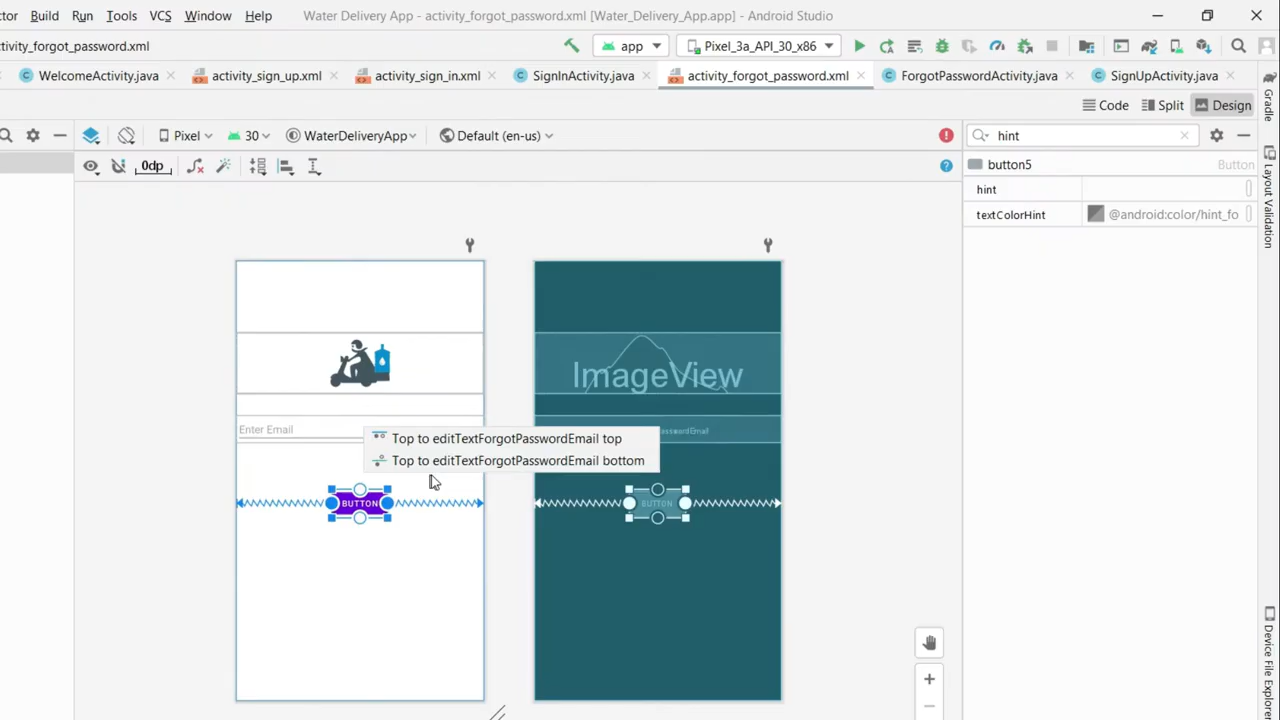 ctor Build Run Tools VCS Window Help Water Delivery App - activity_forgot_password.xml [Water_Delivery_App.app] - Android Studio
tivity_forgot_password.xml app Pixel_3a_API_30_x86
WelcomeActivity.java activity_sign_up.xml activity_sign_in.xml SignInActivity.java activity_forgot_password.xml ForgotPasswordActivity.java SignUpActivity.java
Code Split Design
Pixel 30 WaterDeliveryApp Default (en-us) hint
0dp
button5 Button
hint
textColorHint @android:color/hint_fo
ImageView
Enter Email
Top to editTextForgotPasswordEmail top
Top to editTextForgotPasswordEmail bottom
BUTTON BUTTON
Gradle
Layout Validation
Device File Explorer